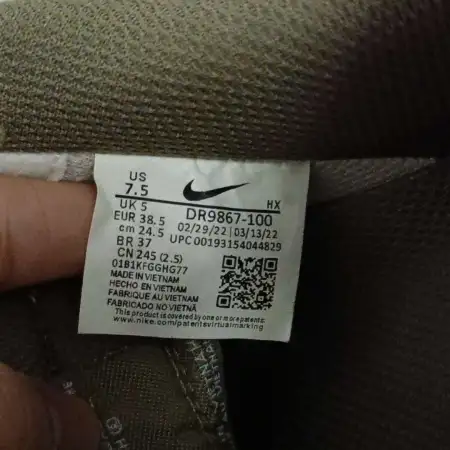 US
7.5
UK 5
EUR 38.5
cm 24.5
BR 37
CN 245 (2.5)
01B1KFGGHG77
HX
DR9867-100
02/29/22 | 03/13/22
UPC 00193154044829
MADE IN VIETNAM
HECHO EN VIETNAM
FABRIQUE AU VIETNAM
FABRICADO NO VIETNÃ
This product is covered by one or more patents
www.nike.com/patentsvirtualmarking